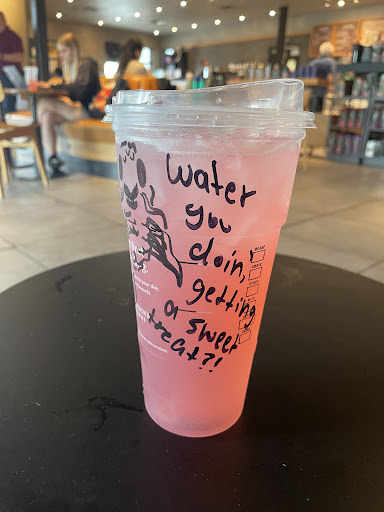 water
you
doin,
getting
a sweet
treat?!